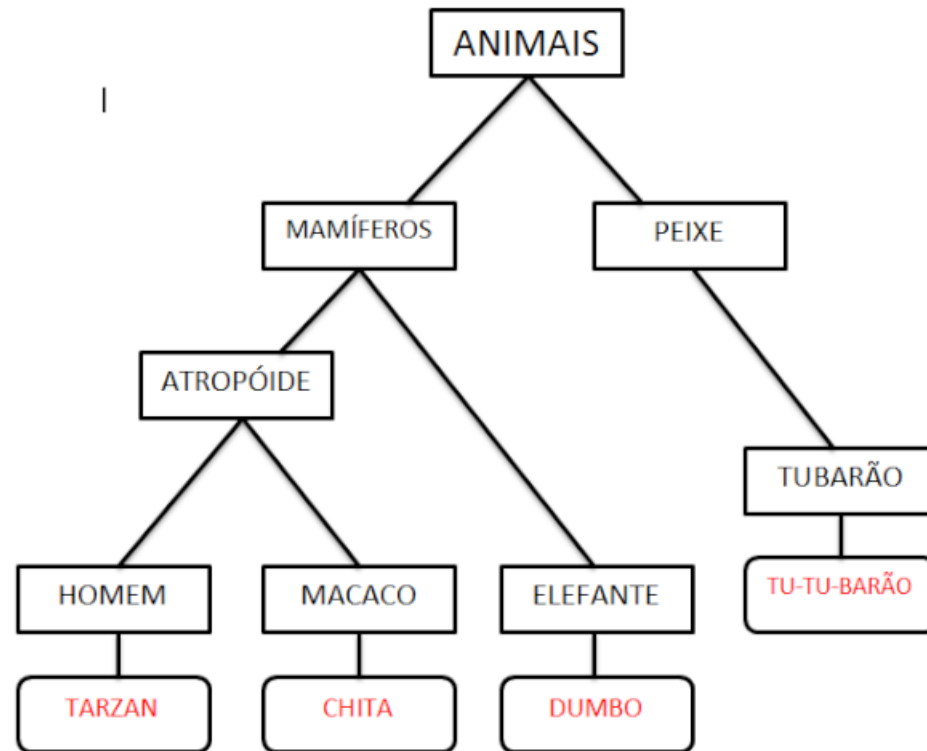 ANIMAIS
MAMÍFEROS
PEIXE
ATROPÓIDE
TUBARÃO
HOMEM
MACACO
ELEFANTE
TU-TU-BARÃO
TARZAN
CHITA
DUMBO